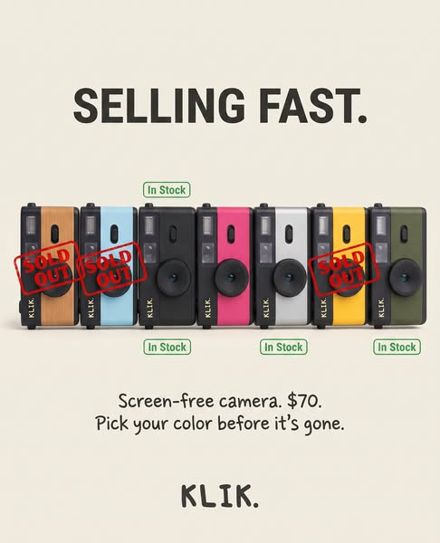 SELLING FAST.
In Stock
SOLD OUT
SOLD OUT
SOLD OUT
KLIK.
KLIK.
KLIK.
KLIK.
KLIK.
KLIK.
KLIK.
In Stock
In Stock
In Stock
Screen-free camera. $70.
Pick your color before it's gone.
KLIK.